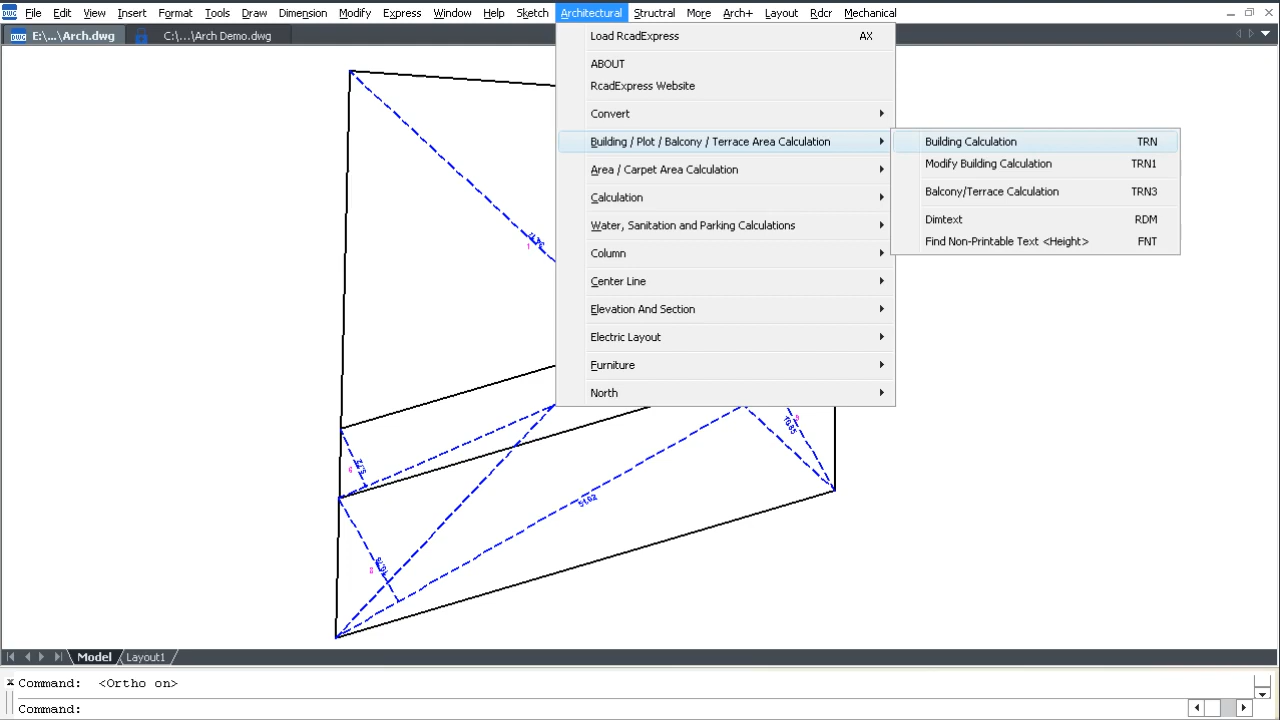 File Edit View Insert Format Tools Draw Dimension Modify Express Window Help Sketch Architectural Structral More Arch+ Layout Rdcr Mechanical
E:\...\Arch.dwg C:\...\Arch Demo.dwg
Load RcadExpress AX
ABOUT
RcadExpress Website
Convert
Building / Plot / Balcony / Terrace Area Calculation
Area / Carpet Area Calculation
Calculation
Water, Sanitation and Parking Calculations
Column
Center Line
Elevation And Section
Electric Layout
Furniture
North
Building Calculation TRN
Modify Building Calculation TRN1
Balcony/Terrace Calculation TRN3
Dimtext RDM
Find Non-Printable Text <Height> FNT
1
51.02
Model Layout1
Command: <Ortho on>
Command: